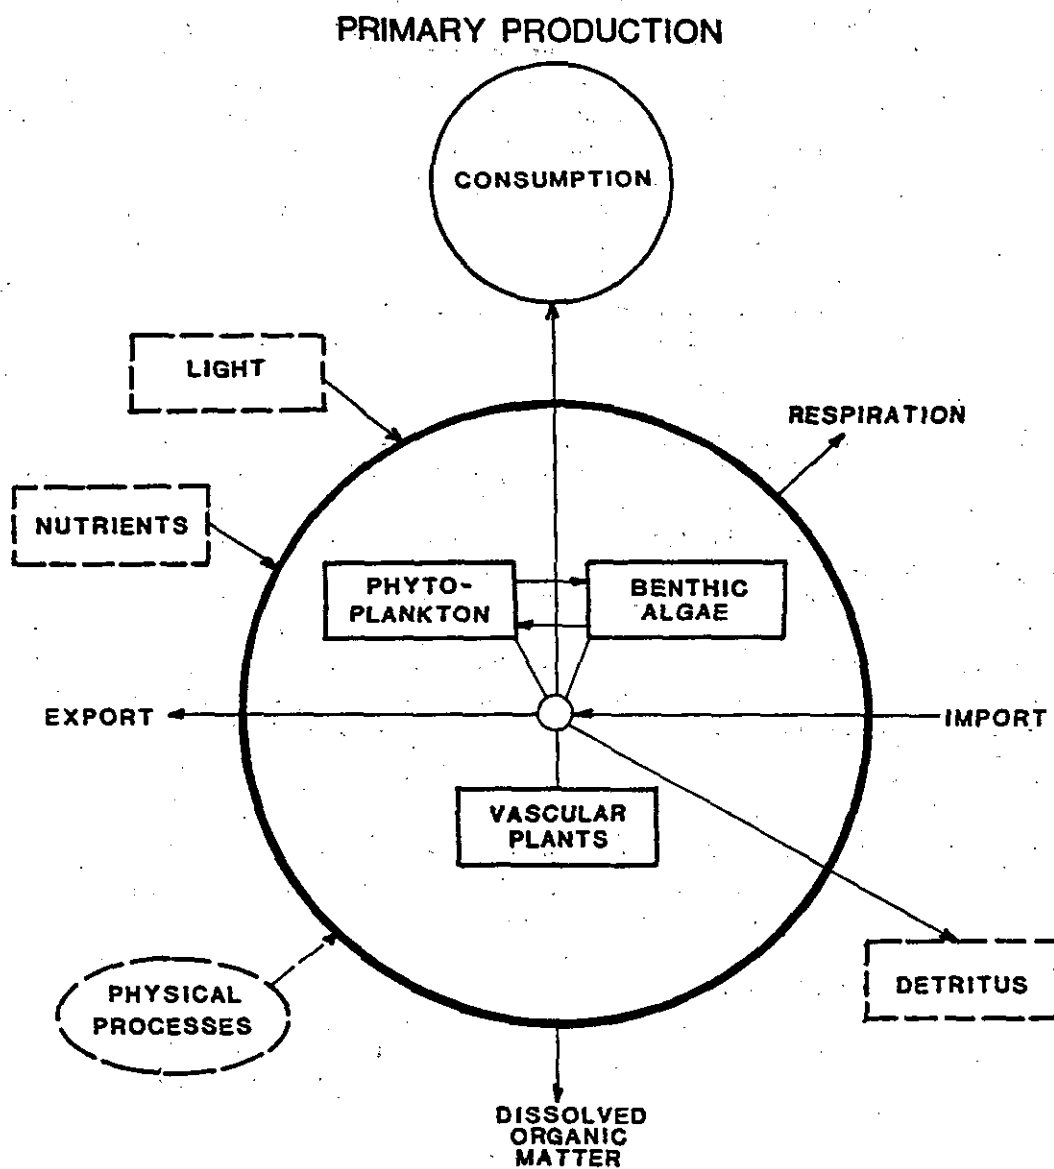 PRIMARY PRODUCTION
CONSUMPTION
LIGHT
RESPIRATION
NUTRIENTS
PHYTO-
PLANKTON
BENTHIC
ALGAE
EXPORT
IMPORT
VASCULAR
PLANTS
DETRITUS
PHYSICAL
PROCESSES
DISSOLVED
ORGANIC
MATTER